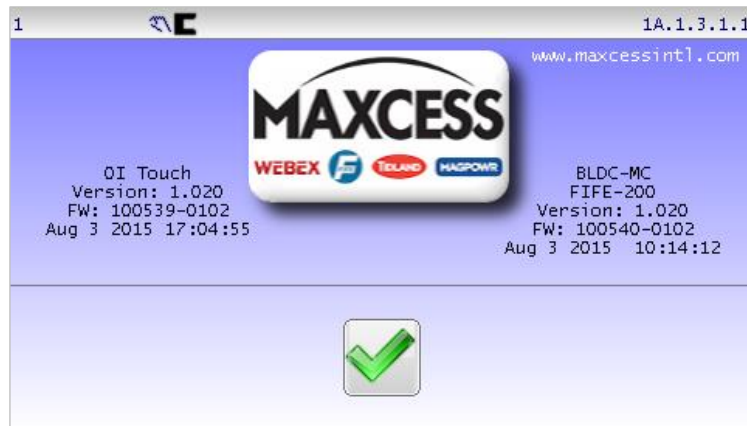 1
1A.1.3.1.1
www.maxcessintl.com
MAXCESS
WEBEX FIFE TIDLAND MAGPOWR
OI Touch
Version: 1.020
FW: 100539-0102
Aug 3 2015 17:04:55
BLDC-MC
FIFE-200
Version: 1.020
FW: 100540-0102
Aug 3 2015 10:14:12